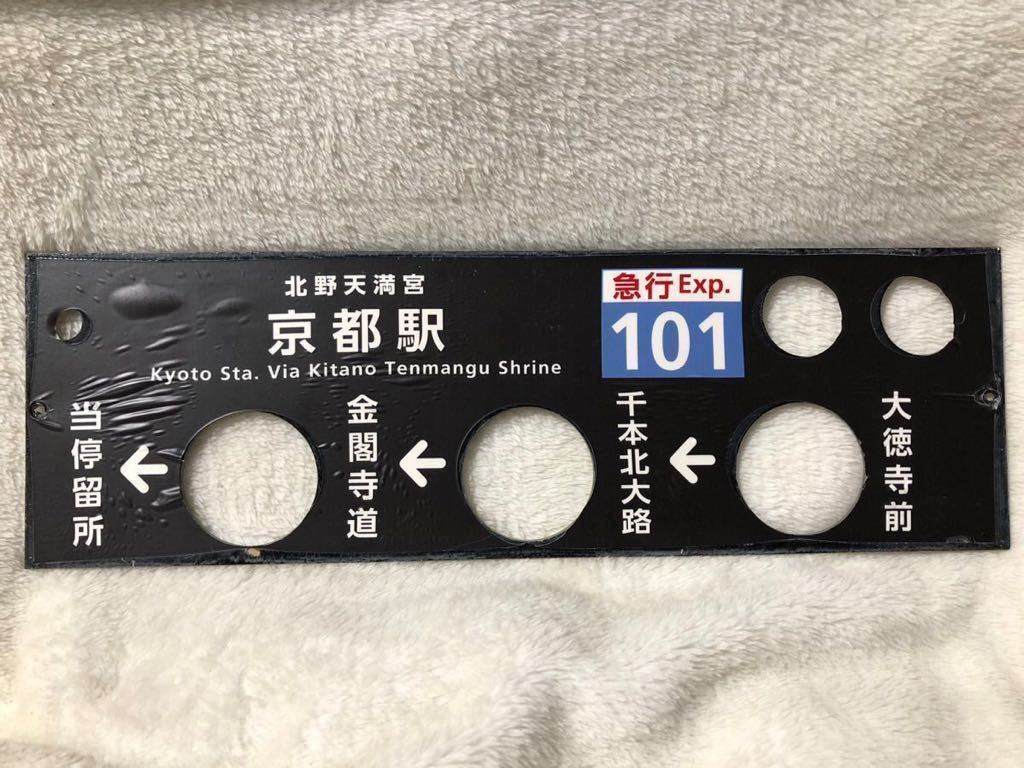 北野天満宮
京都駅
Kyoto Sta. Via Kitano Tenmangu Shrine
急行 Exp.
101
当停留所
←
金閣寺道
←
千本北大路
←
大徳寺前